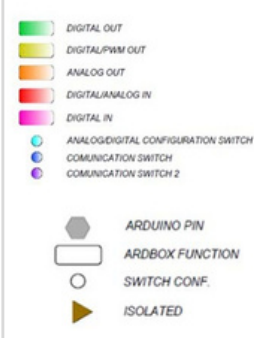 DIGITAL OUT
DIGITAL/PWM OUT
ANALOG OUT
DIGITAL/ANALOG IN
DIGITAL IN
ANALOG/DIGITAL CONFIGURATION SWITCH
COMUNICATION SWITCH
COMUNICATION SWITCH 2
ARDUINO PIN
ARDBOX FUNCTION
SWITCH CONF.
ISOLATED